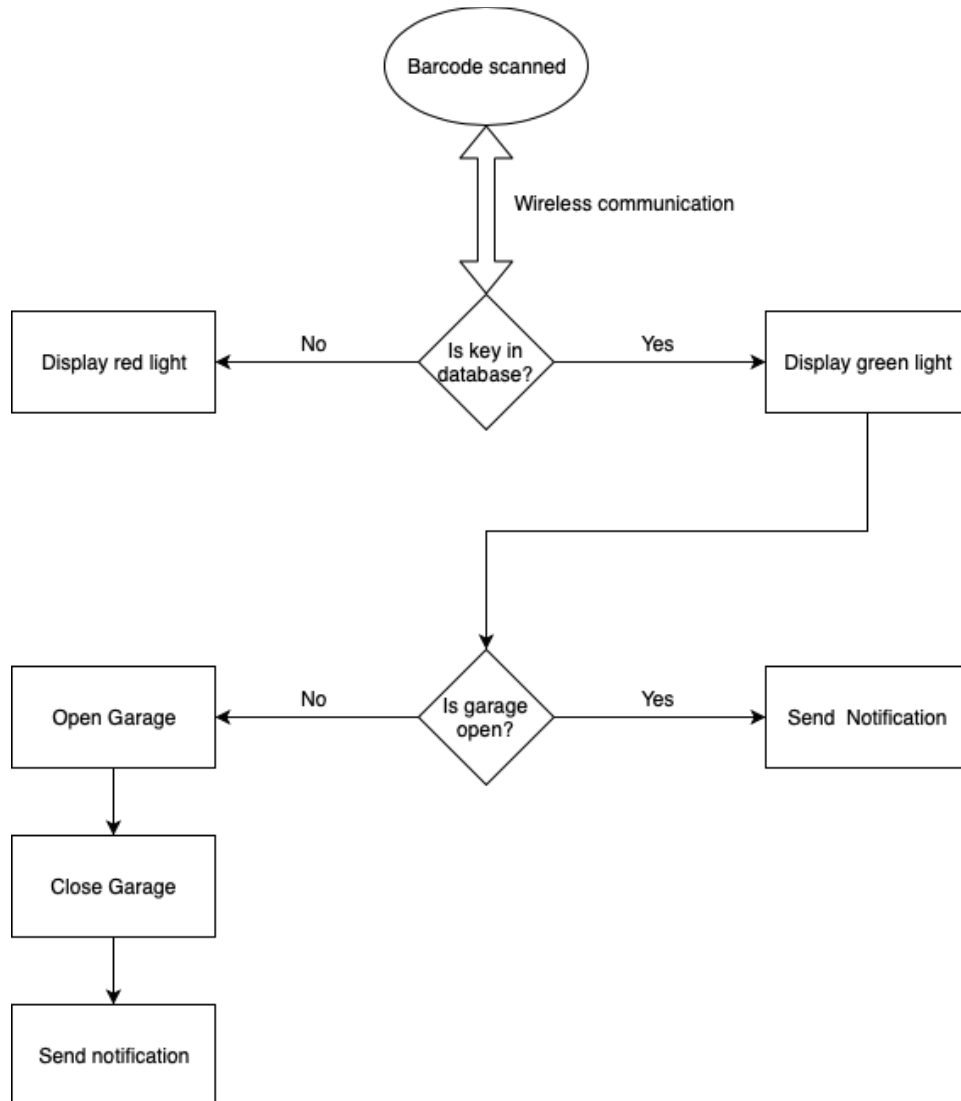 Barcode scanned
Wireless communication
Display red light
No
Is key in
database?
Yes
Display green light
Open Garage
No
Is garage
open?
Yes
Send  Notification
Close Garage
Send notification